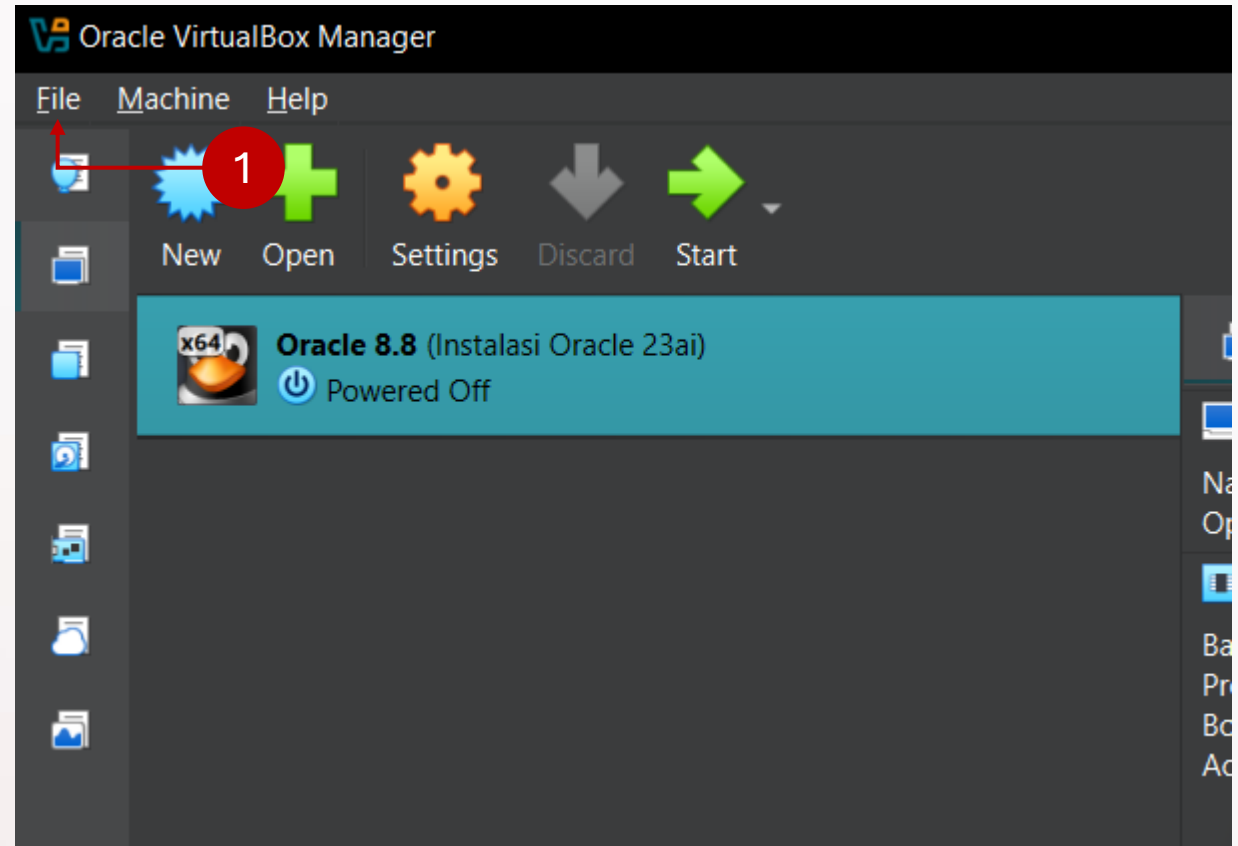 Oracle VirtualBox Manager
File Machine Help
1
New Open Settings Discard Start
x64
Oracle 8.8 (Instalasi Oracle 23ai)
Powered Off